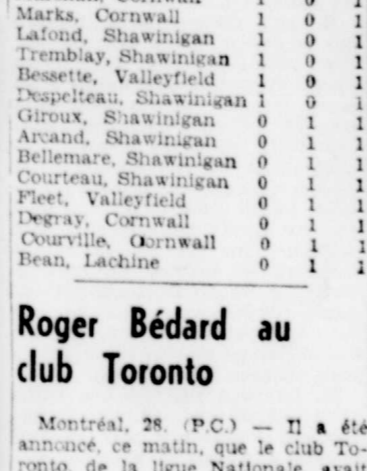 Marks, Cornwall 1 0 1
Lafond, Shawinigan 1 0 1
Tremblay, Shawinigan 1 0 1
Bessette, Valleyfield 1 0 1
Despelteau, Shawinigan 1 0 1
Giroux, Shawinigan 0 1 1
Arcand, Shawinigan 0 1 1
Bellemare, Shawinigan 0 1 1
Courteau, Shawinigan 0 1 1
Fleet, Valleyfield 0 1 1
Degray, Cornwall 0 1 1
Courville, Cornwall 0 1 1
Bean, Lachine 0 1 1
Roger Bédard au
club Toronto
Montréal, 28. (P.C.) — Il a été
annoncé, ce matin, que le club To-
ronto, de la ligue Nationale, avait